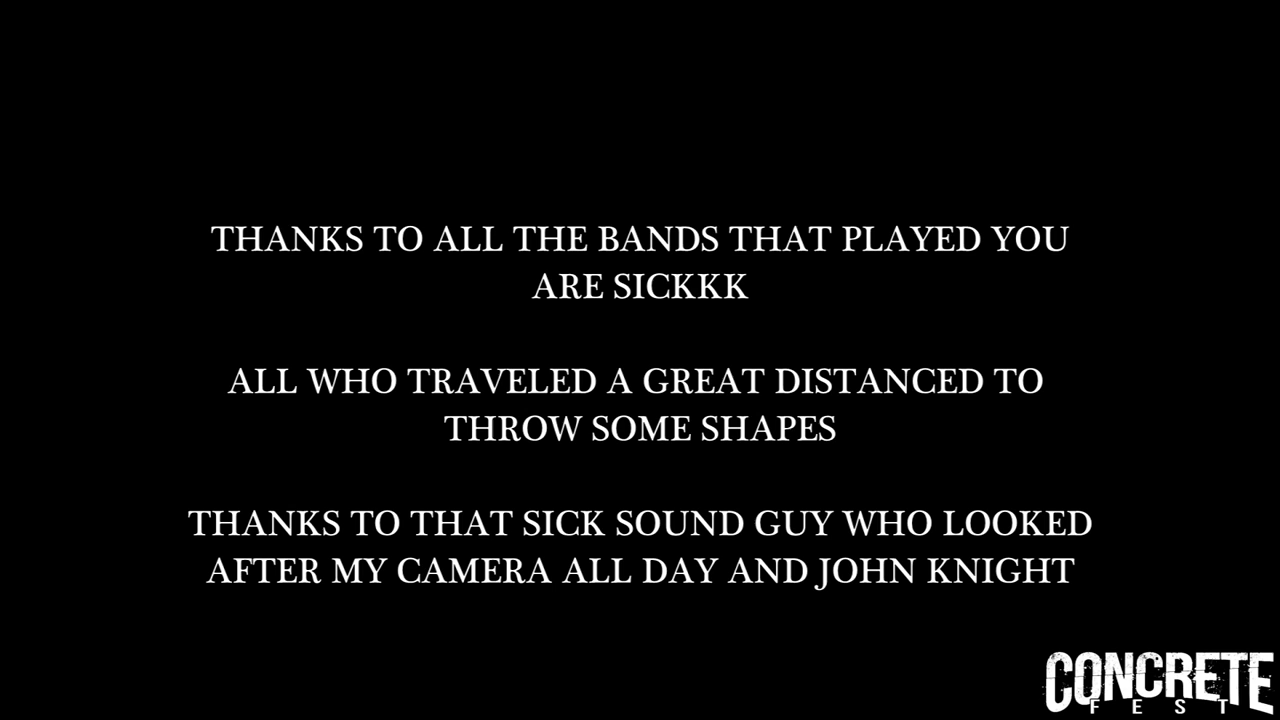 THANKS TO ALL THE BANDS THAT PLAYED YOU
ARE SICKKK
ALL WHO TRAVELED A GREAT DISTANCED TO
THROW SOME SHAPES
THANKS TO THAT SICK SOUND GUY WHO LOOKED
AFTER MY CAMERA ALL DAY AND JOHN KNIGHT
CONCRETE
FEST